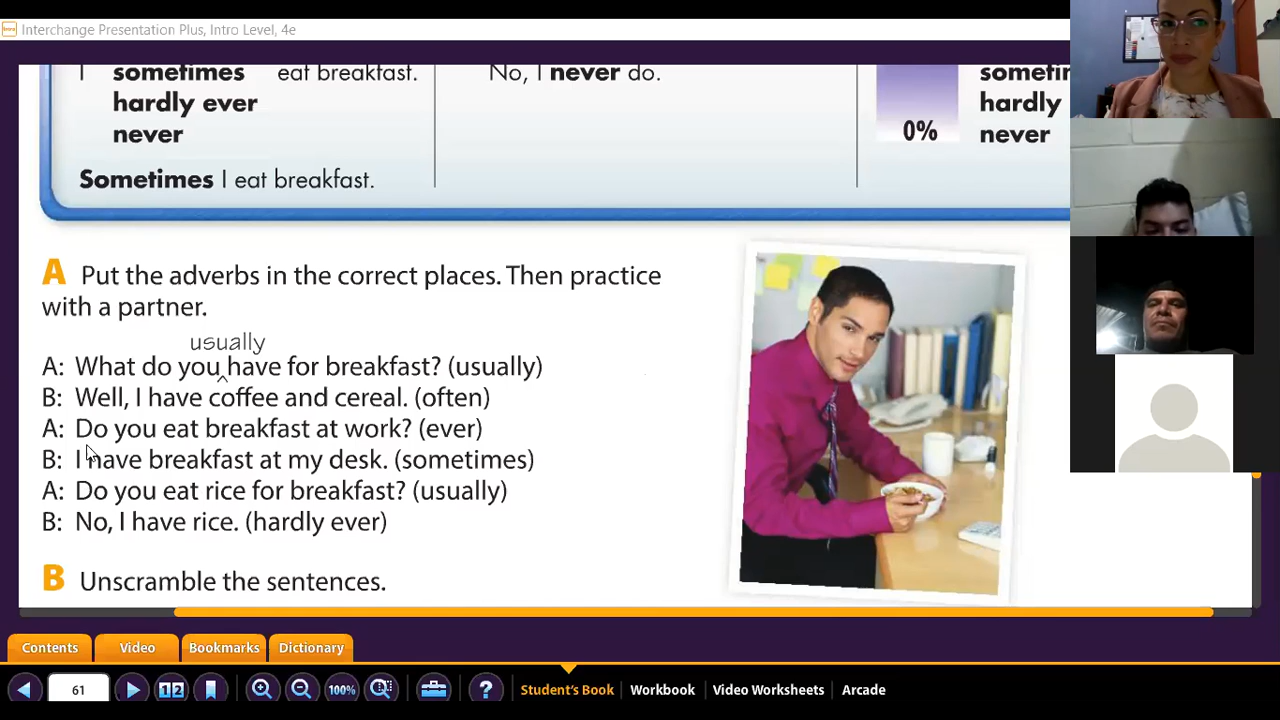 Interchange Presentation Plus, Intro Level, 4e
I sometimes eat breakfast. No, I never do.
hardly ever
never
Sometimes I eat breakfast.
0%
hardly
never
A Put the adverbs in the correct places. Then practice
with a partner.
usually
A: What do you ^ have for breakfast? (usually)
B: Well, I have coffee and cereal. (often)
A: Do you eat breakfast at work? (ever)
B: I have breakfast at my desk. (sometimes)
A: Do you eat rice for breakfast? (usually)
B: No, I have rice. (hardly ever)
B Unscramble the sentences.
Contents Video Bookmarks Dictionary
61 1 2 100% ? Student's Book Workbook Video Worksheets Arcade